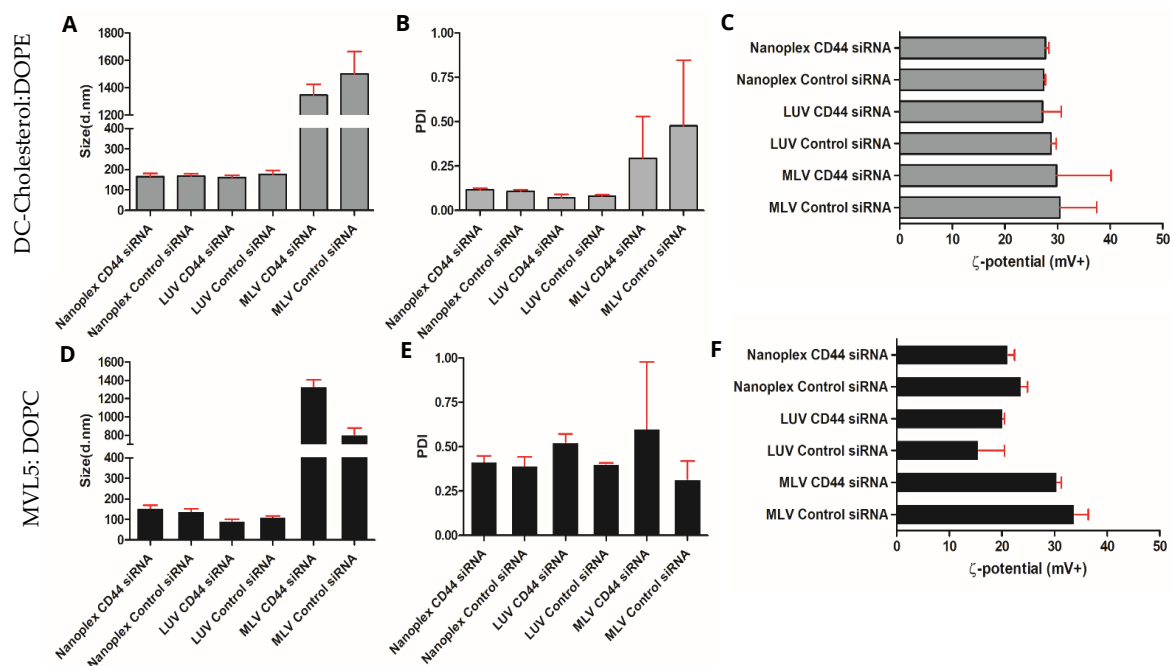 DC-Cholesterol:DOPE
A
Size(d.nm)
1800
1600
1400
1200
400
300
200
100
0
Nanoplex CD44 siRNA
Nanoplex Control siRNA
LUV CD44 siRNA
LUV Control siRNA
MLV CD44 siRNA
MLV Control siRNA
B
PDI
1.00
0.75
0.50
0.25
0.00
Nanoplex CD44 siRNA
Nanoplex Control siRNA
LUV CD44 siRNA
LUV Control siRNA
MLV CD44 siRNA
MLV Control siRNA
C
Nanoplex CD44 siRNA
Nanoplex Control siRNA
LUV CD44 siRNA
LUV Control siRNA
MLV CD44 siRNA
MLV Control siRNA
0 10 20 30 40 50
ζ-potential (mV+)
MVL5: DOPC
D
Size(d.nm)
1600
1400
1200
1000
800
400
300
200
100
0
Nanoplex CD44 siRNA
Nanoplex Control siRNA
LUV CD44 siRNA
LUV Control siRNA
MLV CD44 siRNA
MLV Control siRNA
E
PDI
1.00
0.75
0.50
0.25
0.00
Nanoplex CD44 siRNA
Nanoplex Control siRNA
LUV CD44 siRNA
LUV Control siRNA
MLV CD44 siRNA
MLV Control siRNA
F
Nanoplex CD44 siRNA
Nanoplex Control siRNA
LUV CD44 siRNA
LUV Control siRNA
MLV CD44 siRNA
MLV Control siRNA
0 10 20 30 40 50
ζ-potential (mV+)